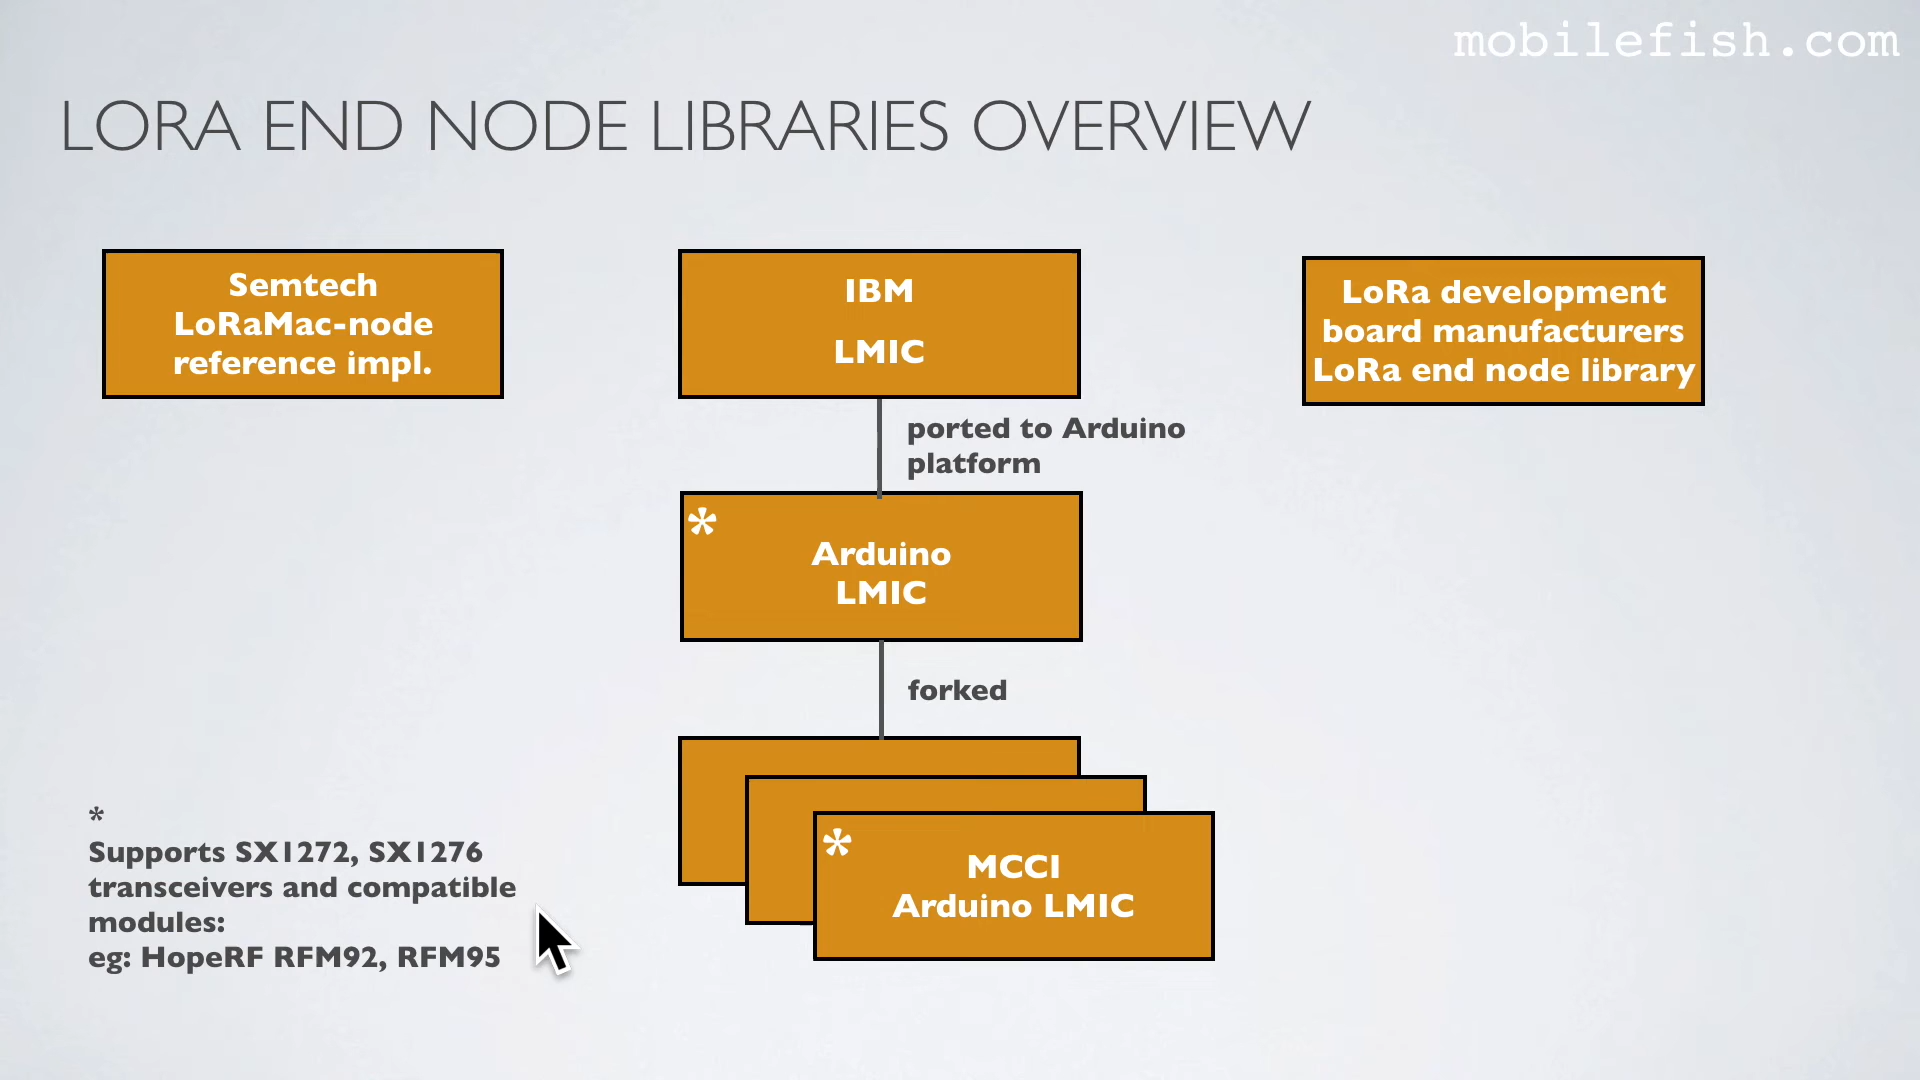 mobilefish.com
LORA END NODE LIBRARIES OVERVIEW
Semtech
LoRaMac-node
reference impl.
IBM
LMIC
LoRa development
board manufacturers
LoRa end node library
ported to Arduino
platform
*
Arduino
LMIC
forked
*
MCCI
Arduino LMIC
*
Supports SX1272, SX1276
transceivers and compatible
modules:
eg: HopeRF RFM92, RFM95